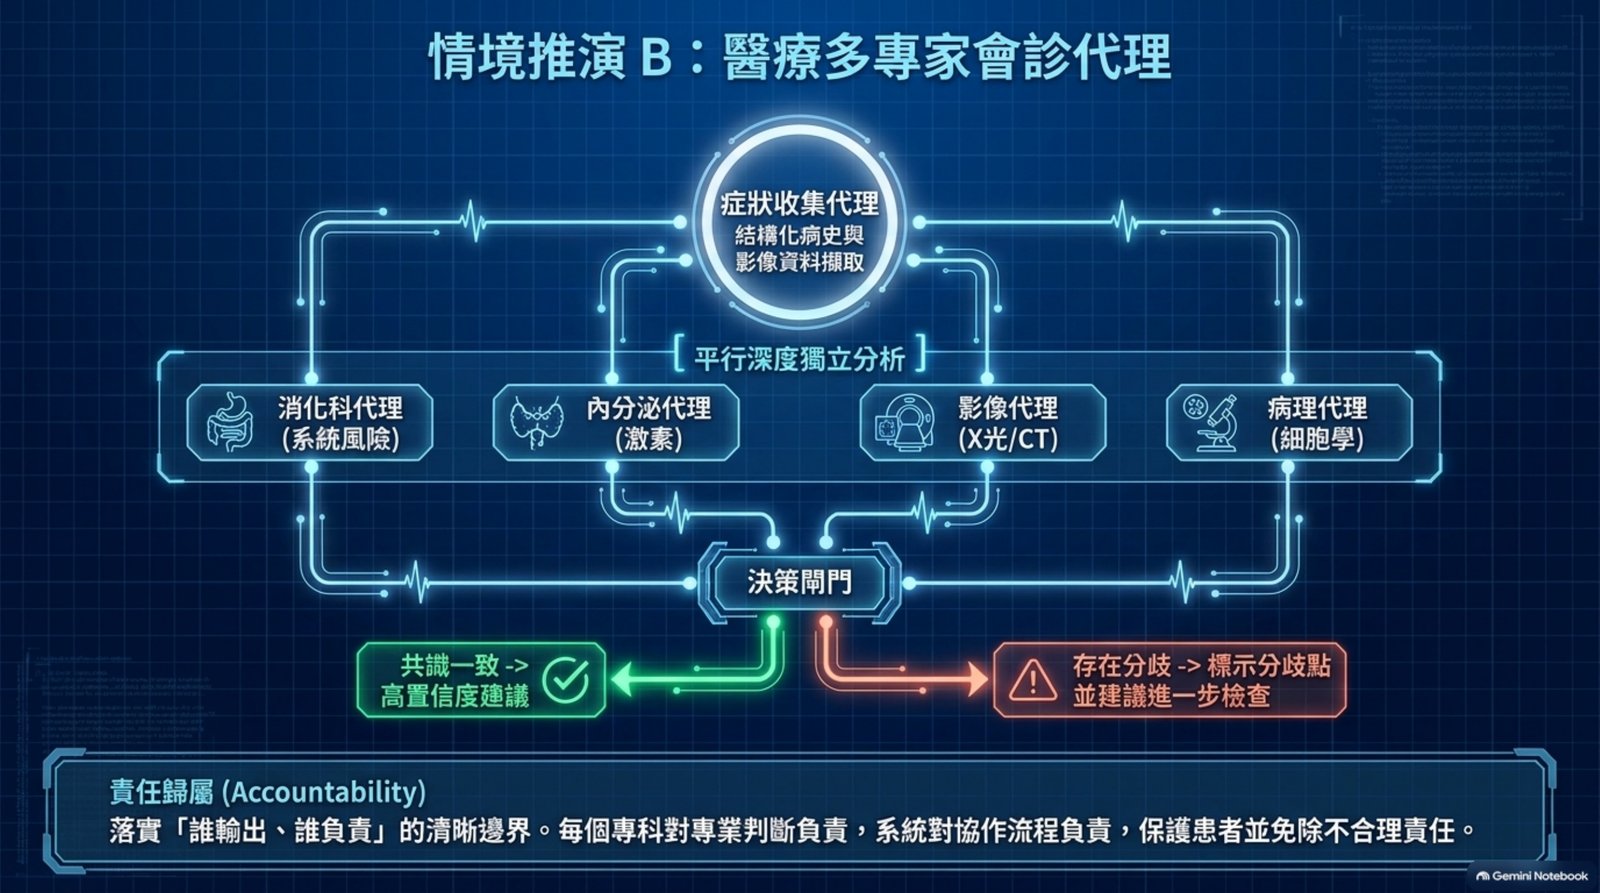 情境推演 B：醫療多專家會診代理
症狀收集代理
結構化病史與
影像資料擷取
平行深度獨立分析
消化科代理
(系統風險)
內分泌代理
(激素)
影像代理
(X光/CT)
病理代理
(細胞學)
決策閘門
共識一致 ->
高置信度建議
存在分歧 -> 標示分歧點
並建議進一步檢查
責任歸屬 (Accountability)
落實「誰輸出、誰負責」的清晰邊界。每個專科對專業判斷負責，系統對協作流程負責，保護患者並免除不合理責任。
Gemini Notebook